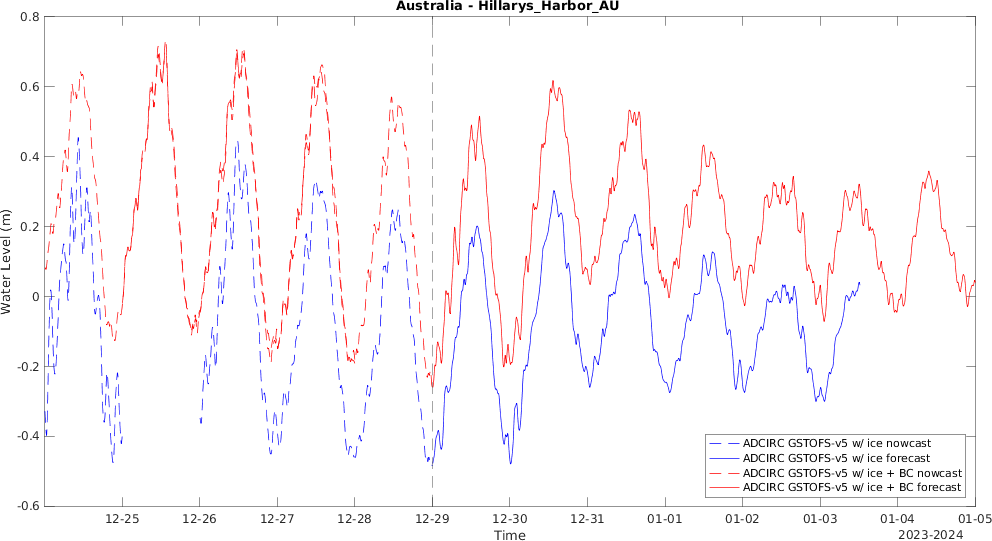 Australia - Hillarys_Harbor_AU
Water Level (m)
0.8
0.6
0.4
0.2
0
-0.2
-0.4
-0.6
ADCIRC GSTOFS-v5 w/ ice nowcast
ADCIRC GSTOFS-v5 w/ ice forecast
ADCIRC GSTOFS-v5 w/ ice + BC nowcast
ADCIRC GSTOFS-v5 w/ ice + BC forecast
12-25 12-26 12-27 12-28 12-29 12-30 12-31 01-01 01-02 01-03 01-04 01-05
Time
2023-2024